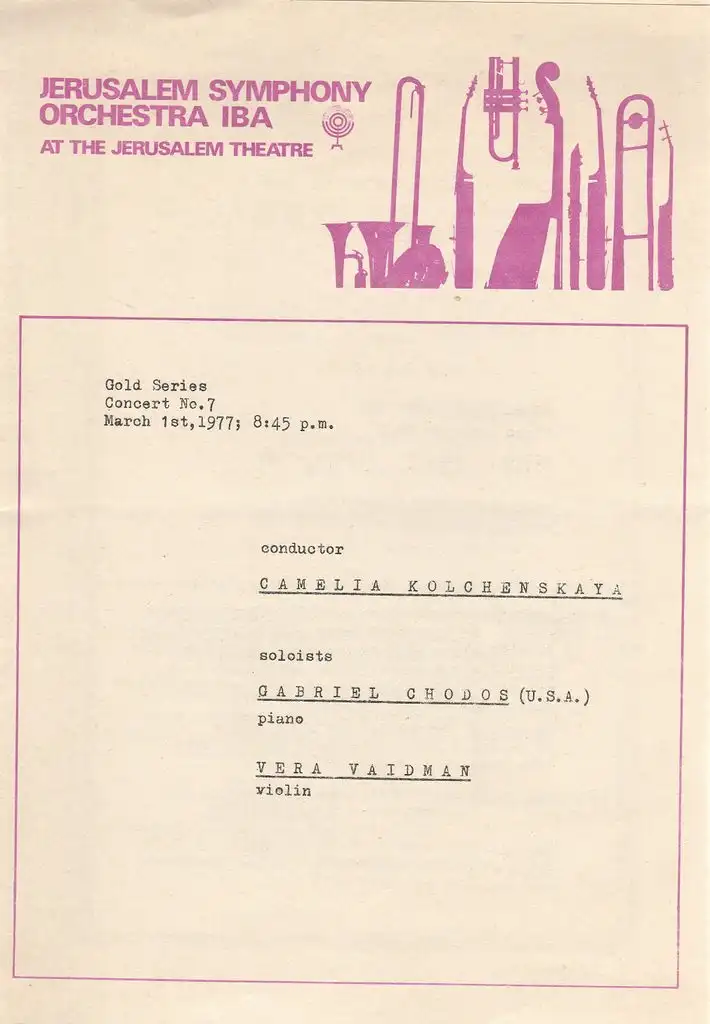 JERUSALEM SYMPHONY
ORCHESTRA IBA
AT THE JERUSALEM THEATRE
Gold Series
Concert No.7
March 1st,1977; 8:45 p.m.
conductor
CAMELIA KOLCHENSKAYA
soloists
GABRIEL CHODOS (U.S.A.)
piano
VERA VAIDMAN
violin